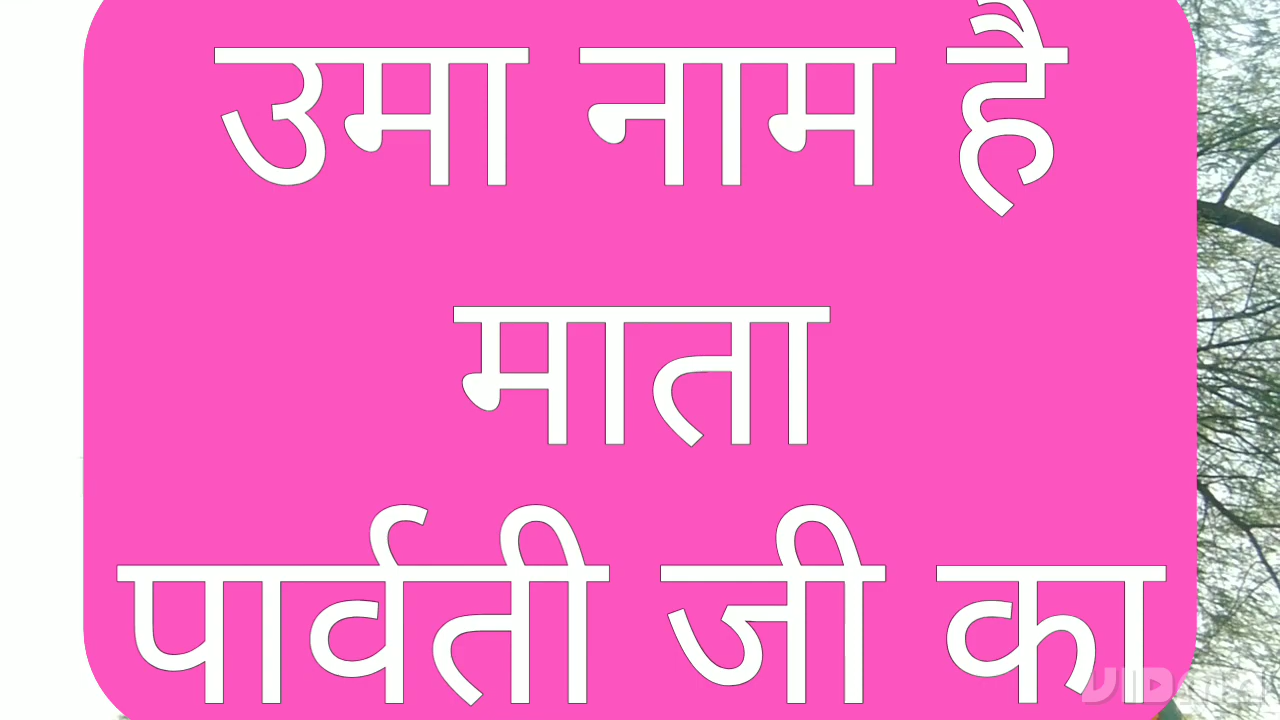 उमा नाम है
माता
पार्वती जी का